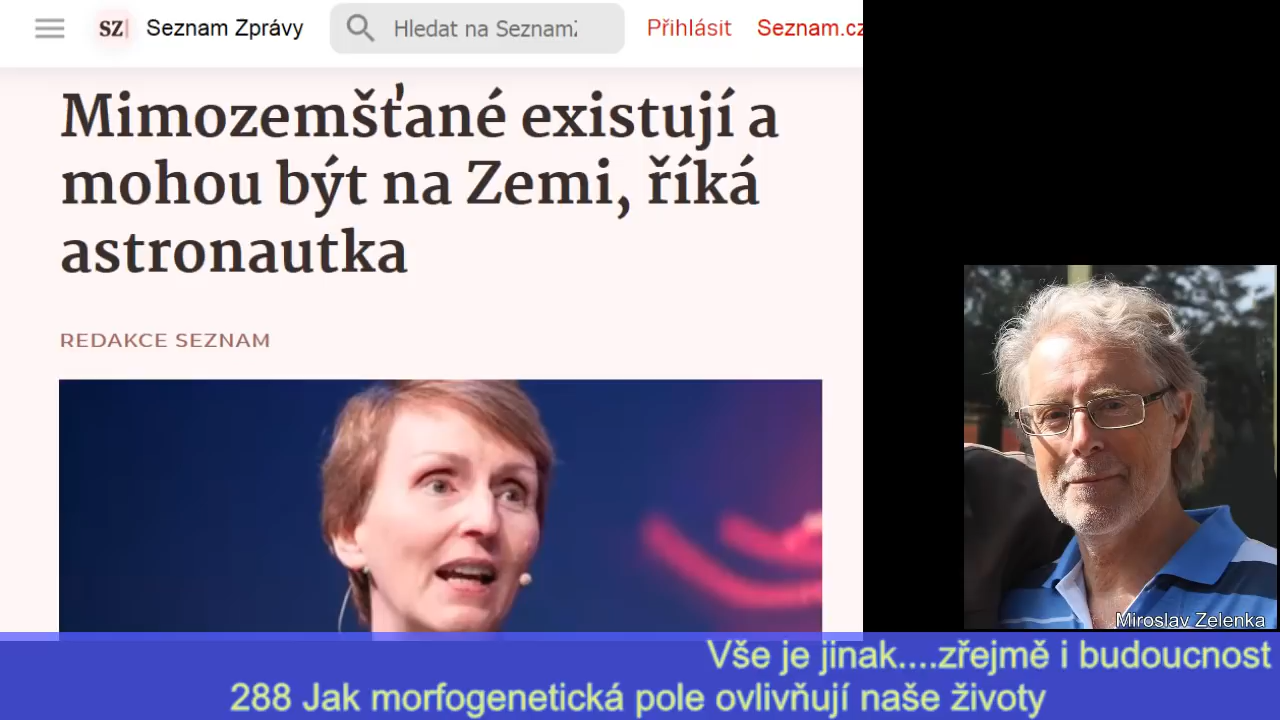 SZ Seznam Zprávy Hledat na Seznam Přihlásit Seznam.cz
Mimozemšťané existují a
mohou být na Zemi, říká
astronautka
REDAKCE SEZNAM
Miroslav Zelenka
Vše je jinak....zřejmě i budoucnost
288 Jak morfogenetická pole ovlivňují naše životy